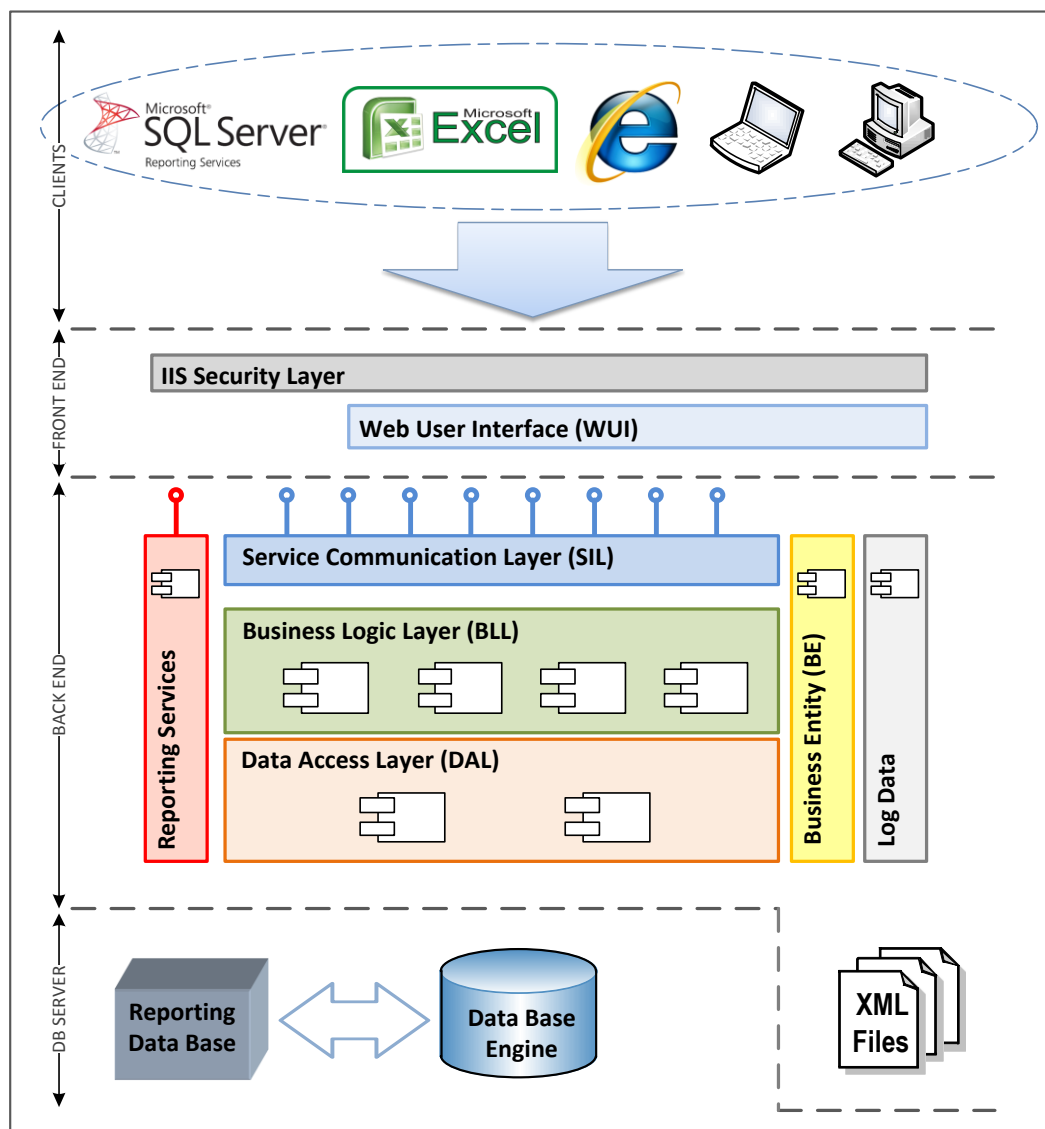 CLIENTS
Microsoft®
SQL Server®
Reporting Services
Microsoft
Excel
FRONT END
IIS Security Layer
Web User Interface (WUI)
BACK END
Reporting Services
Service Communication Layer (SIL)
Business Logic Layer (BLL)
Data Access Layer (DAL)
Business Entity (BE)
Log Data
DB SERVER
Reporting
Data Base
Data Base
Engine
XML
Files